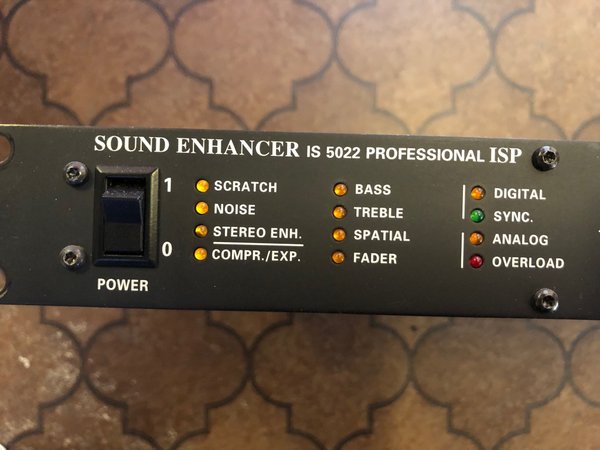 SOUND ENHANCER IS 5022 PROFESSIONAL ISP
1
0
POWER
SCRATCH
NOISE
STEREO ENH.
COMPR./EXP.
BASS
TREBLE
SPATIAL
FADER
DIGITAL
SYNC.
ANALOG
OVERLOAD